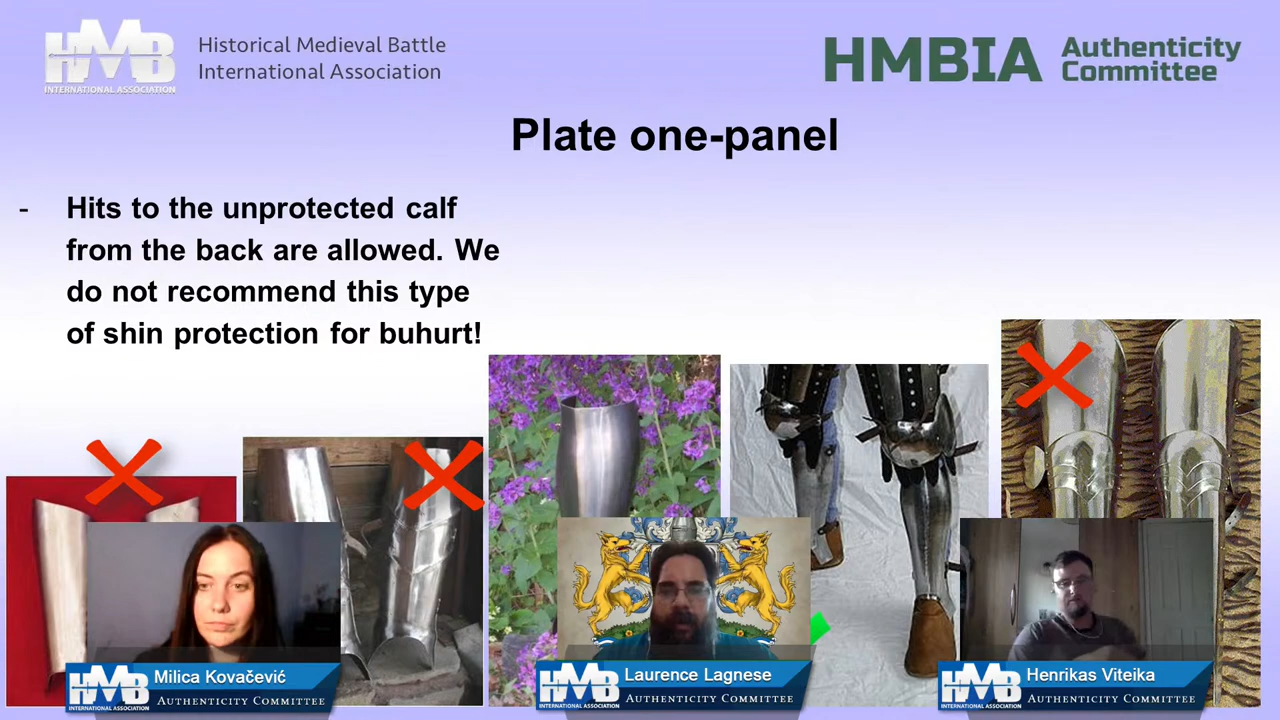 HMB
INTERNATIONAL ASSOCIATION
Historical Medieval Battle
International Association
HMBIA
Authenticity
Committee
Plate one-panel
- Hits to the unprotected calf
from the back are allowed. We
do not recommend this type
of shin protection for buhurt!
HMB
INTERNATIONAL ASSOCIATION
Milica Kovačević
AUTHENTICITY COMMITTEE
HMB
INTERNATIONAL ASSOCIATION
Laurence Lagnese
AUTHENTICITY COMMITTEE
HMB
INTERNATIONAL ASSOCIATION
Henrikas Viteika
AUTHENTICITY COMMITTEE